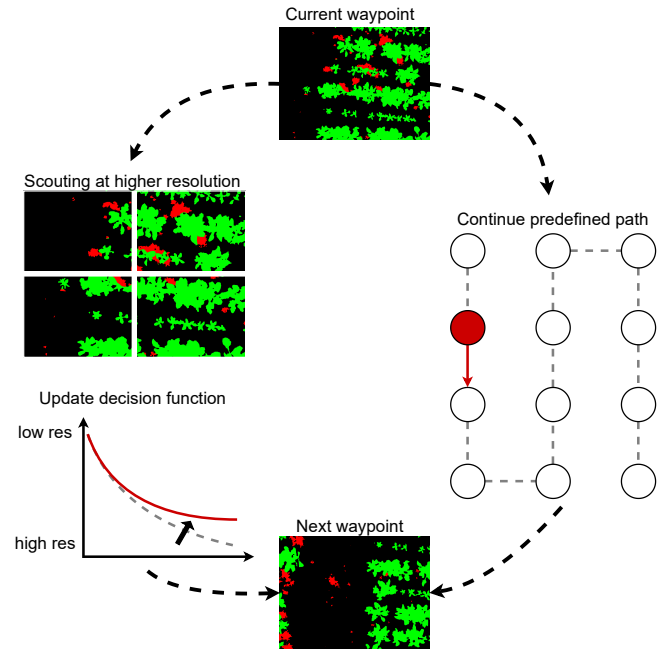 Current waypoint
Scouting at higher resolution
Continue predefined path
Update decision function
low res
high res
Next waypoint